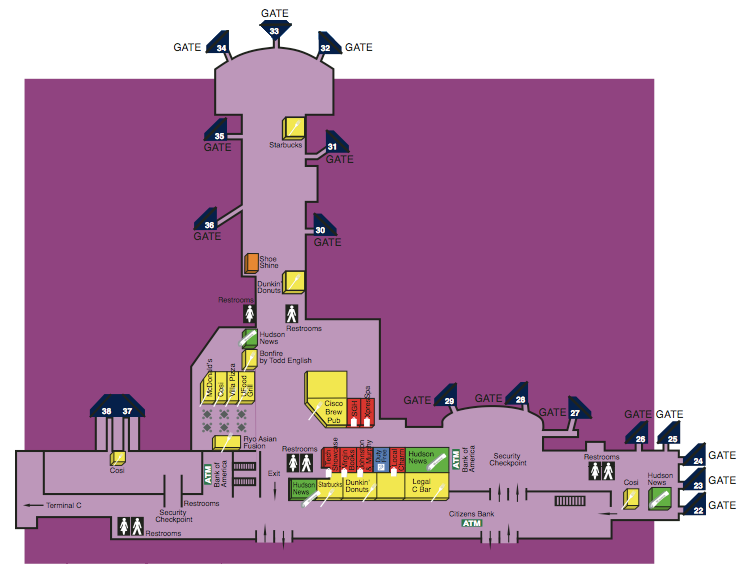 GATE
33
GATE
34
32
GATE
Starbucks
35
GATE
31
GATE
36
GATE
30
GATE
Shoe
Shine
Dunkin'
Donuts
Restrooms
Restrooms
Hudson
News
Bonfire
by Todd English
McDonald's
Cosi
Villa Pizza
UFood
Grill
Cisco
Brew
Pub
XpresSpa
GATE
29
GATE
28
GATE
27
38
37
GATE
26
GATE
25
24
GATE
23
GATE
22
GATE
Ryo Asian
Fusion
Cosi
ATM
Bank of
America
Exit
Restrooms
Johnston
& Murphy
Hudson
News
ATM
Bank of
America
Security
Checkpoint
Restrooms
Cosi
Hudson
News
Hudson
News
Starbucks
Dunkin'
Donuts
Legal
C Bar
Terminal C
Restrooms
Security
Checkpoint
Restrooms
Citizens Bank
ATM